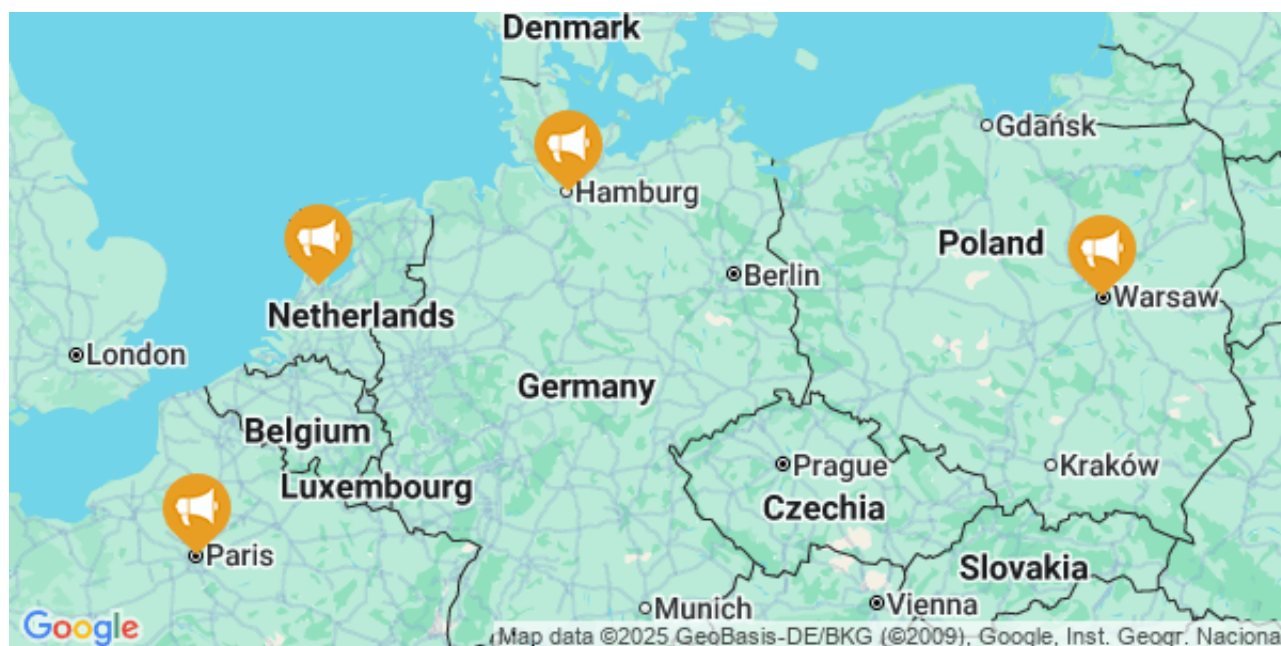 Denmark
Gdańsk
Hamburg
Poland
Berlin
Warsaw
Netherlands
London
Germany
Belgium
Prague
Kraków
Luxembourg
Czechia
Paris
Slovakia
Munich
Vienna
Google
Map data ©2025 GeoBasis-DE/BKG (©2009), Google, Inst. Geogr. Naciona